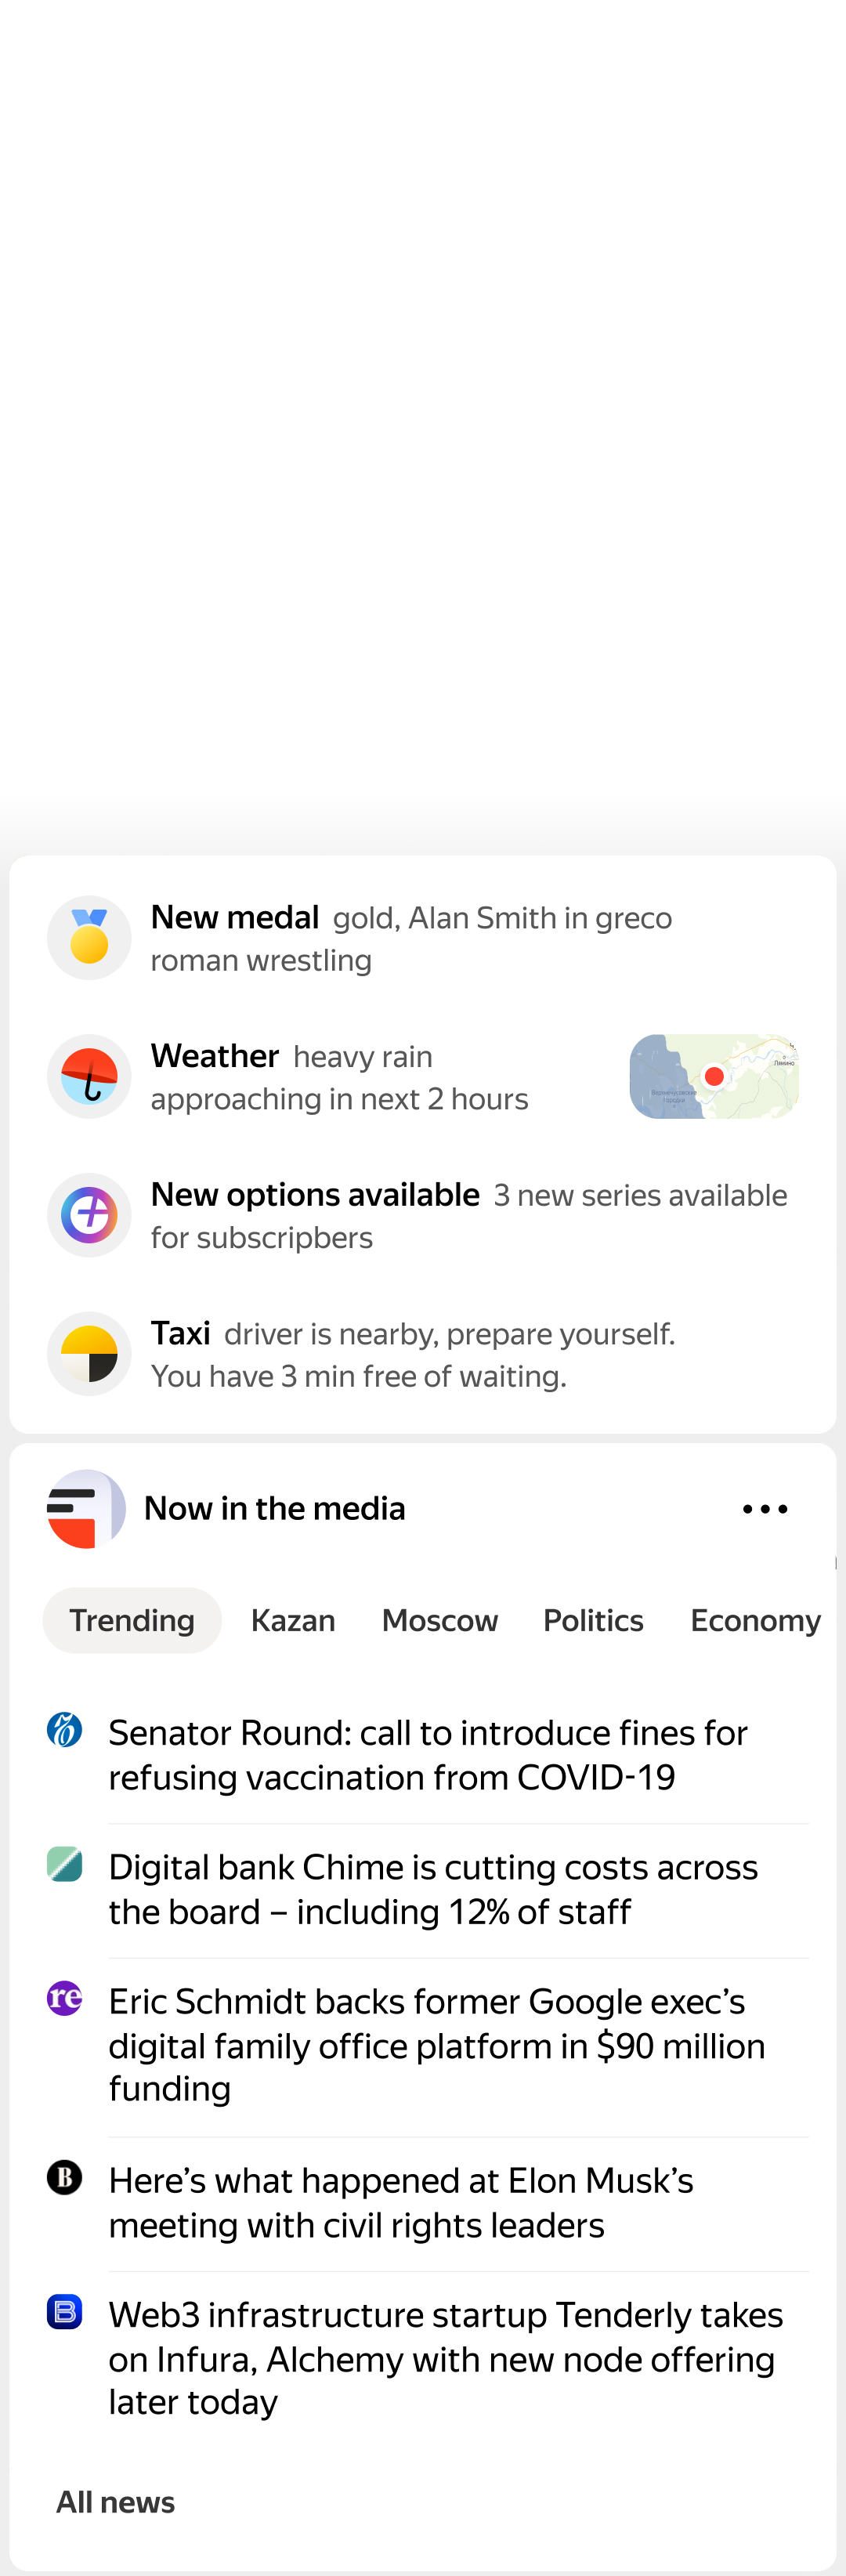 New medal gold, Alan Smith in greco
roman wrestling
Weather heavy rain
approaching in next 2 hours
New options available 3 new series available
for subscripbers
Taxi driver is nearby, prepare yourself.
You have 3 min free of waiting.
Now in the media
Trending Kazan Moscow Politics Economy
Senator Round: call to introduce fines for
refusing vaccination from COVID-19
Digital bank Chime is cutting costs across
the board – including 12% of staff
re
Eric Schmidt backs former Google exec’s
digital family office platform in $90 million
funding
B
Here’s what happened at Elon Musk’s
meeting with civil rights leaders
B
Web3 infrastructure startup Tenderly takes
on Infura, Alchemy with new node offering
later today
All news